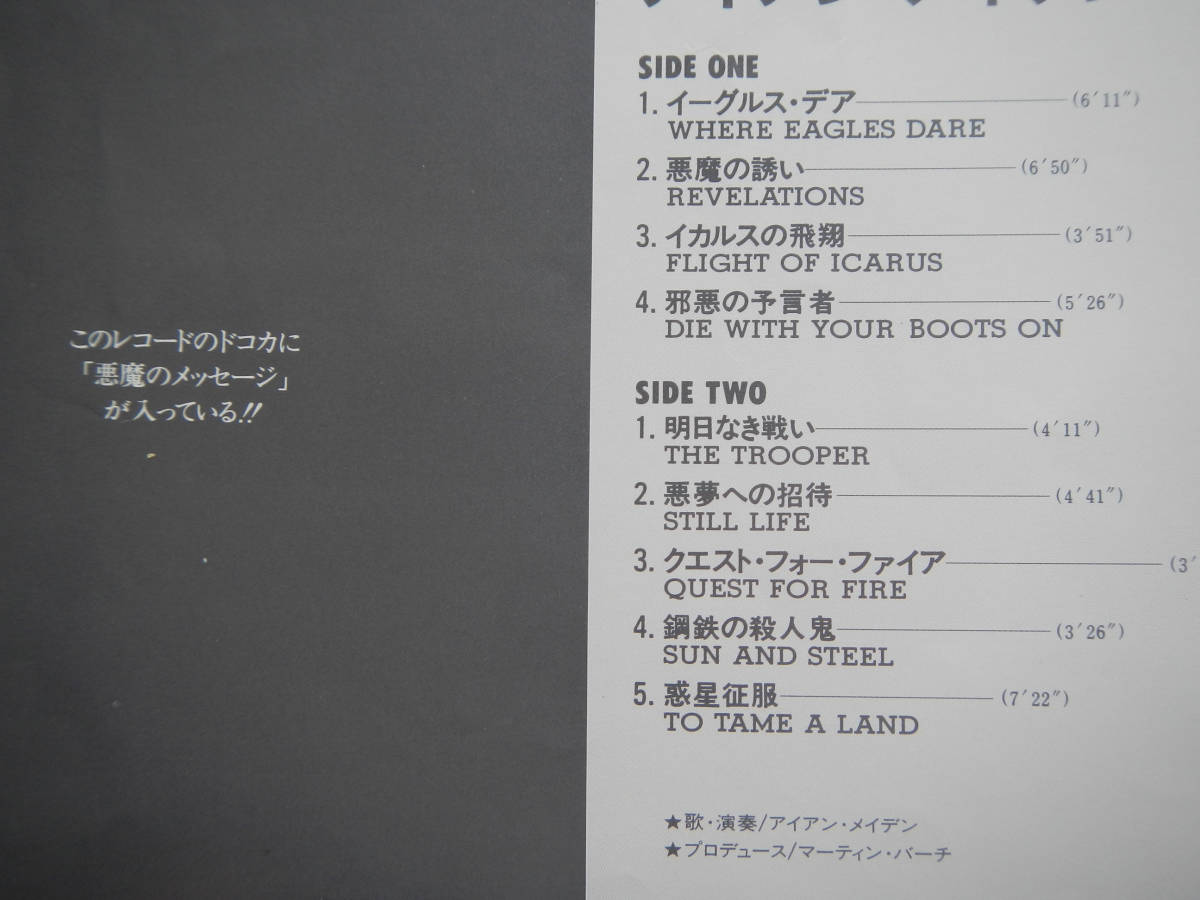 このレコードのドコカに
「悪魔のメッセージ」
が入っている!!
SIDE ONE
1. イーグルス・デア (6′11″)
WHERE EAGLES DARE
2. 悪魔の誘い (6′50″)
REVELATIONS
3. イカルスの飛翔 (3′51″)
FLIGHT OF ICARUS
4. 邪悪の予言者 (5′26″)
DIE WITH YOUR BOOTS ON
SIDE TWO
1. 明日なき戦い (4′11″)
THE TROOPER
2. 悪夢への招待 (4′41″)
STILL LIFE
3. クエスト・フォー・ファイア (3′
QUEST FOR FIRE
4. 鋼鉄の殺人鬼 (3′26″)
SUN AND STEEL
5. 惑星征服 (7′22″)
TO TAME A LAND
★歌・演奏/アイアン・メイデン
★プロデュース/マーティン・バーチ